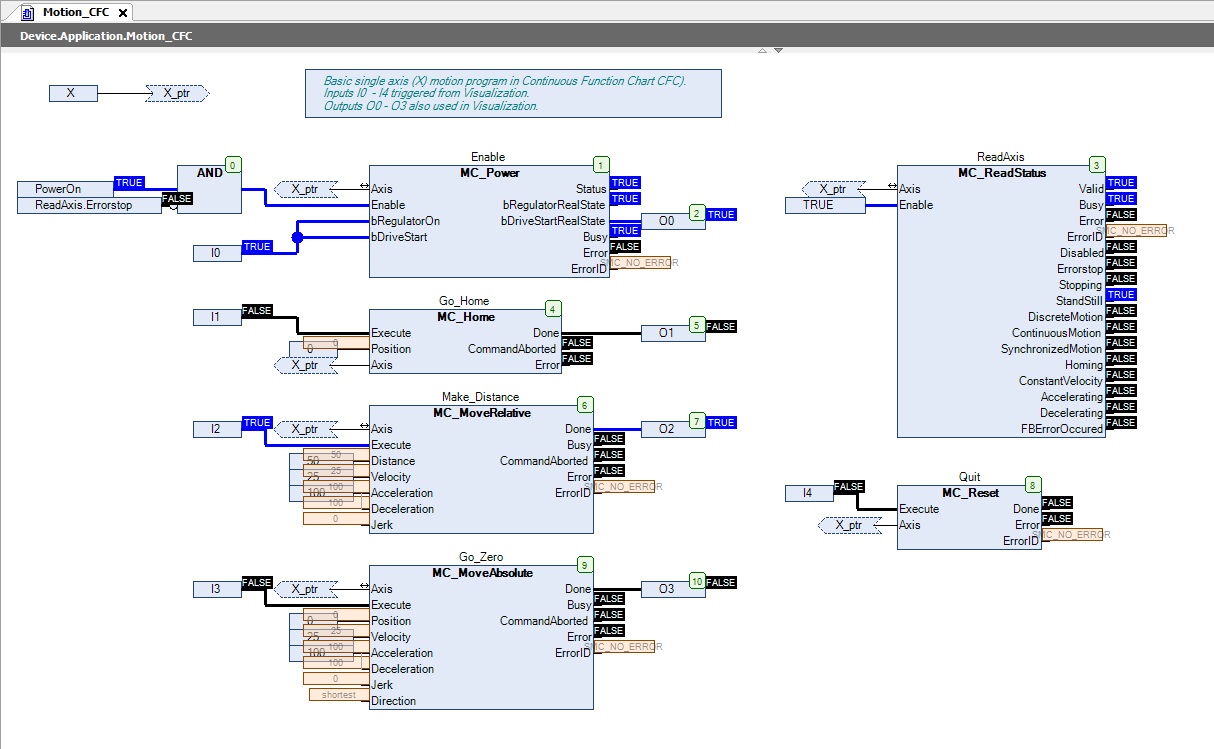 Motion_CFC
Device.Application.Motion_CFC
X
X_ptr
Basic single axis (X) motion program in Continuous Function Chart CFC).
Inputs I0 - I4 triggered from Visualization.
Outputs O0 - O3 also used in Visualization.
PowerOn
TRUE
ReadAxis.Errorstop
FALSE
AND
0
I0
TRUE
Enable
1
MC_Power
X_ptr
Axis
Enable
bRegulatorOn
bDriveStart
Status
TRUE
bRegulatorRealState
TRUE
bDriveStartRealState
Busy
TRUE
Error
FALSE
ErrorID
SMC_NO_ERROR
O0
2
TRUE
ReadAxis
3
MC_ReadStatus
X_ptr
Axis
TRUE
Enable
Valid
TRUE
Busy
TRUE
Error
FALSE
ErrorID
SMC_NO_ERROR
Disabled
FALSE
Errorstop
FALSE
Stopping
FALSE
StandStill
TRUE
DiscreteMotion
FALSE
ContinuousMotion
FALSE
SynchronizedMotion
FALSE
Homing
FALSE
ConstantVelocity
FALSE
Accelerating
FALSE
Decelerating
FALSE
FBErrorOccured
FALSE
I1
FALSE
Go_Home
4
MC_Home
Execute
0
0
Position
X_ptr
Axis
Done
CommandAborted
FALSE
Error
FALSE
O1
5
FALSE
I2
TRUE
Make_Distance
6
MC_MoveRelative
X_ptr
Axis
Execute
50
50
Distance
25
25
Velocity
100
100
Acceleration
100
Deceleration
0
Jerk
Done
Busy
FALSE
CommandAborted
FALSE
Error
FALSE
ErrorID
SMC_NO_ERROR
O2
7
TRUE
Quit
8
MC_Reset
I4
FALSE
Execute
X_ptr
Axis
Done
FALSE
Error
FALSE
ErrorID
SMC_NO_ERROR
I3
FALSE
Go_Zero
9
MC_MoveAbsolute
X_ptr
Axis
Execute
0
0
Position
25
25
Velocity
100
100
Acceleration
100
Deceleration
0
Jerk
shortest
Direction
Done
Busy
FALSE
CommandAborted
FALSE
Error
FALSE
ErrorID
SMC_NO_ERROR
O3
10
FALSE